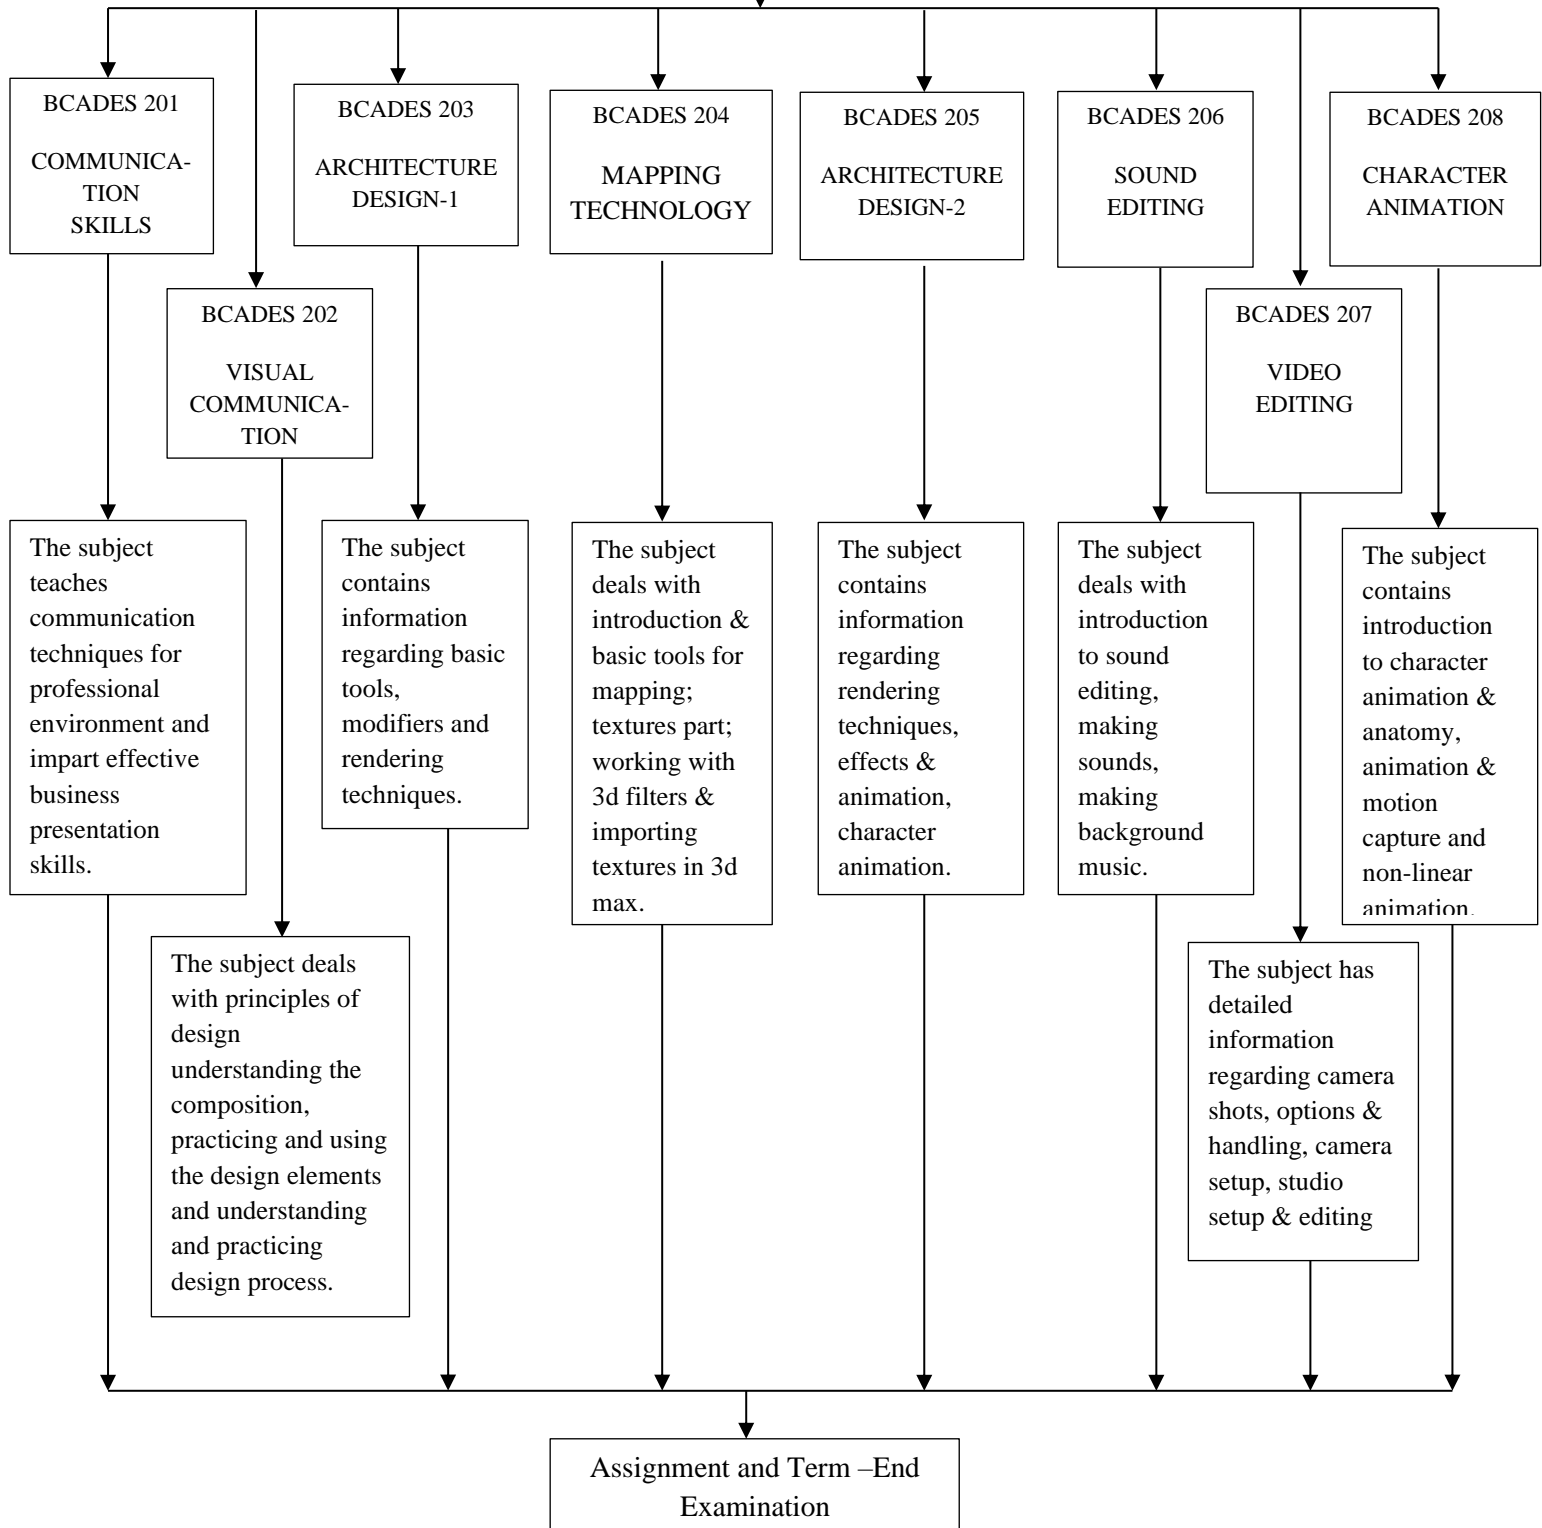 BCADES 201
COMMUNICA-
TION
SKILLS
BCADES 202
VISUAL
COMMUNICA-
TION
BCADES 203
ARCHITECTURE
DESIGN-1
BCADES 204
MAPPING
TECHNOLOGY
BCADES 205
ARCHITECTURE
DESIGN-2
BCADES 206
SOUND
EDITING
BCADES 207
VIDEO
EDITING
BCADES 208
CHARACTER
ANIMATION
The subject
teaches
communication
techniques for
professional
environment and
impart effective
business
presentation
skills.
The subject deals
with principles of
design
understanding the
composition,
practicing and using
the design elements
and understanding
and practicing
design process.
The subject
contains
information
regarding basic
tools,
modifiers and
rendering
techniques.
The subject
deals with
introduction &
basic tools for
mapping;
textures part;
working with
3d filters &
importing
textures in 3d
max.
The subject
contains
information
regarding
rendering
techniques,
effects &
animation,
character
animation.
The subject
deals with
introduction
to sound
editing,
making
sounds,
making
background
music.
The subject has
detailed
information
regarding camera
shots, options &
handling, camera
setup, studio
setup & editing
The subject
contains
introduction
to character
animation &
anatomy,
animation &
motion
capture and
non-linear
animation.
Assignment and Term –End
Examination